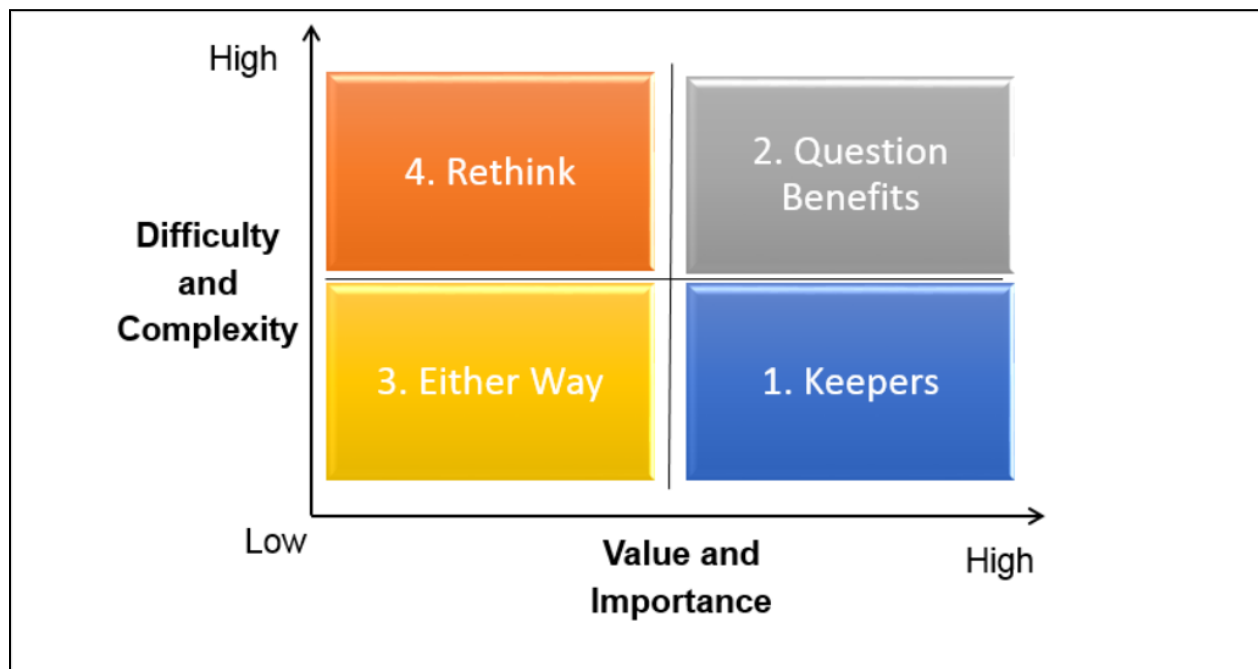 High
4. Rethink
2. Question
Benefits
Difficulty
and
Complexity
3. Either Way
1. Keepers
Low
Value and
Importance
High